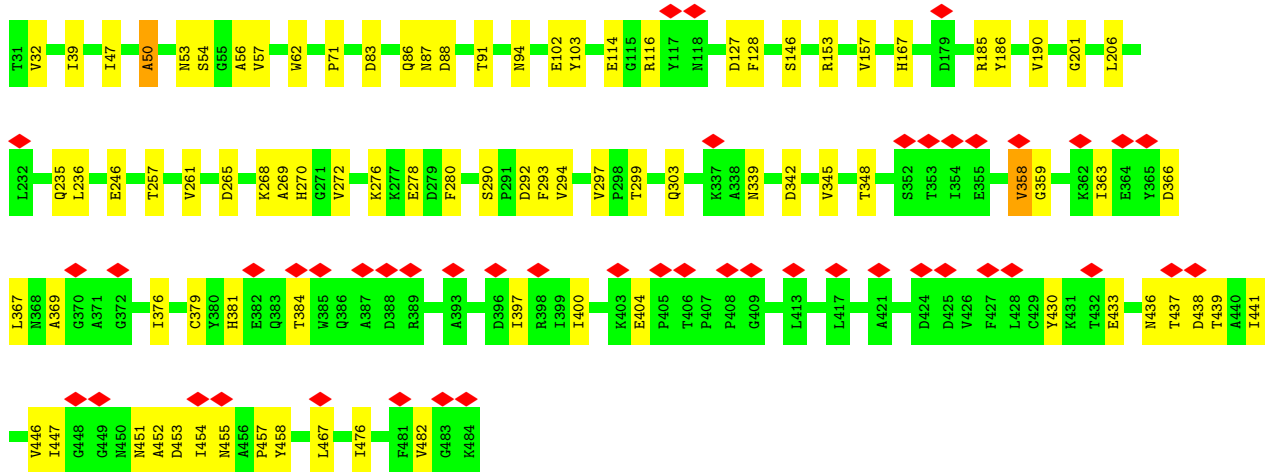 T31 V32 I39 I47 A50 N53 S54 G55 A56 V57 W62 P71 D83 Q86 N87 D88 T91 N94 E102 Y103 E114 G115 R116 Y117 N118 D127 F128 S146 R153 V157 H167 D179 R185 Y186 V190 G201 L206
L232 Q235 L236 E246 T257 V261 D265 K268 A269 H270 G271 V272 K276 K277 E278 D279 F280 S290 P291 D292 F293 V294 V297 P298 T299 Q303 K337 A338 N339 D342 V345 T348 S352 T353 I354 E355 V358 G359 K362 I363 E364 Y365 D366
L367 N368 A369 G370 A371 G372 I376 C379 Y380 H381 E382 Q383 T384 W385 Q386 A387 D388 R389 A393 D396 I397 R398 I399 I400 K403 E404 P405 T406 P407 P408 G409 L413 L417 A421 D424 D425 V426 F427 L428 C429 Y430 K431 T432 E433 N436 T437 D438 T439 A440 I441
V446 I447 G448 G449 N450 N451 A452 D453 I454 N455 A456 P457 Y458 L467 I476 F481 V482 G483 K484